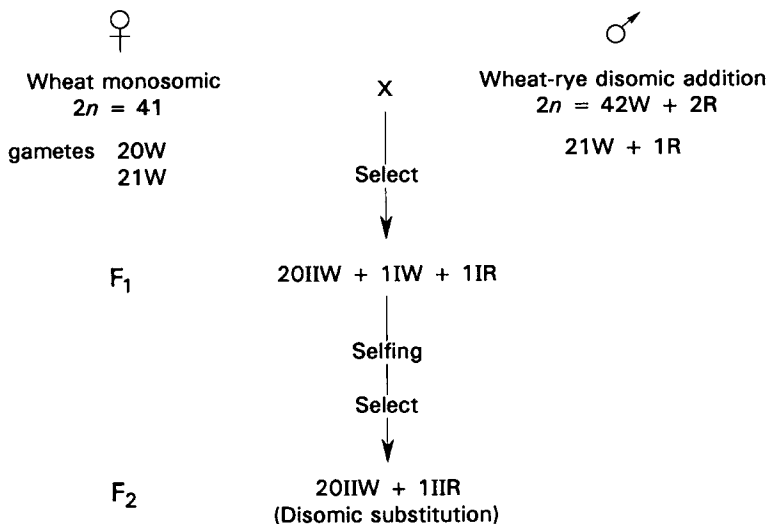 ♀
♂
Wheat monosomic
2n = 41
X
Wheat-rye disomic addition
2n = 42W + 2R
gametes 20W
21W
21W + 1R
Select
F₁
20IIW + 1IW + 1IR
Selfing
Select
F₂
20IIW + 1IIR
(Disomic substitution)